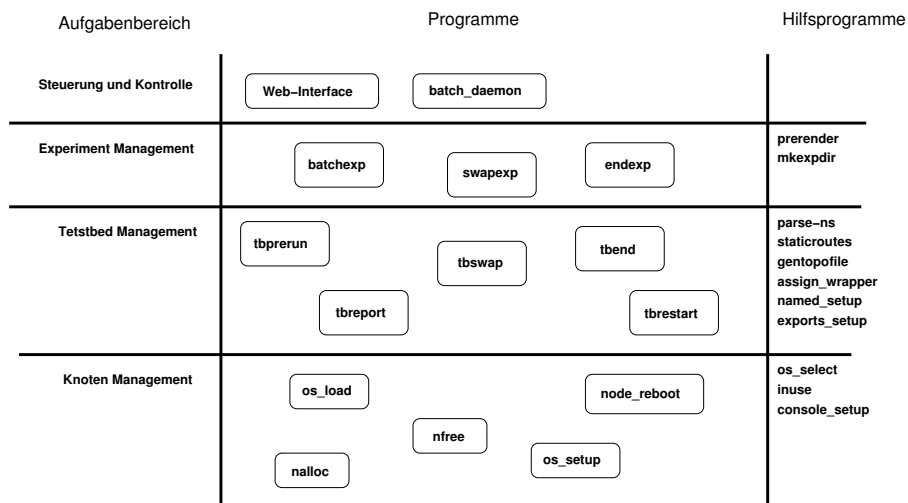 Aufgabenbereich
Programme
Hilfsprogramme
Steuerung und Kontrolle
Web−Interface
batch_daemon
Experiment Management
batchexp
swapexp
endexp
prerender
mkexpdir
Tetstbed Management
tbprerun
tbswap
tbend
tbreport
tbrestart
parse−ns
staticroutes
gentopofile
assign_wrapper
named_setup
exports_setup
Knoten Management
os_load
node_reboot
nfree
os_setup
nalloc
os_select
inuse
console_setup